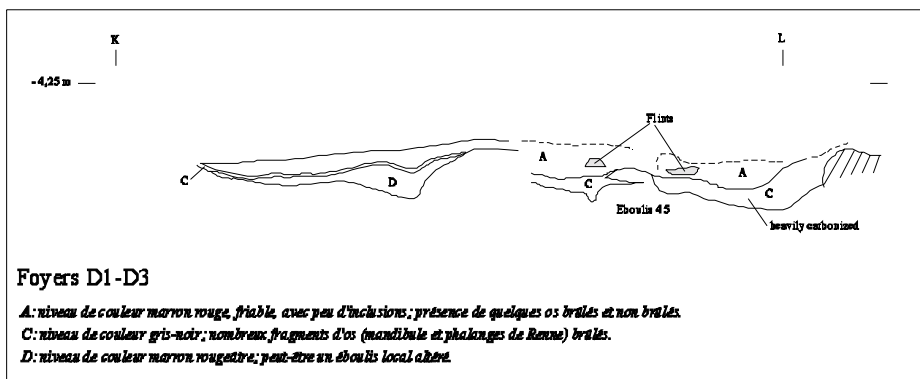 K L
- 4,25 m
Flints
A
A
C
D
C
C
Eboulis 45
heavily carbonized
Foyers D1-D3
A: niveau de couleur marron rouge, friable, avec peu d'inclusions; présence de quelques os brûlés et non brûlés.
C: niveau de couleur gris-noir; nombreux fragments d'os (mandibule et phalanges de Renne) brûlés.
D: niveau de couleur marron rougeâtre; peut-être un éboulis local altéré.